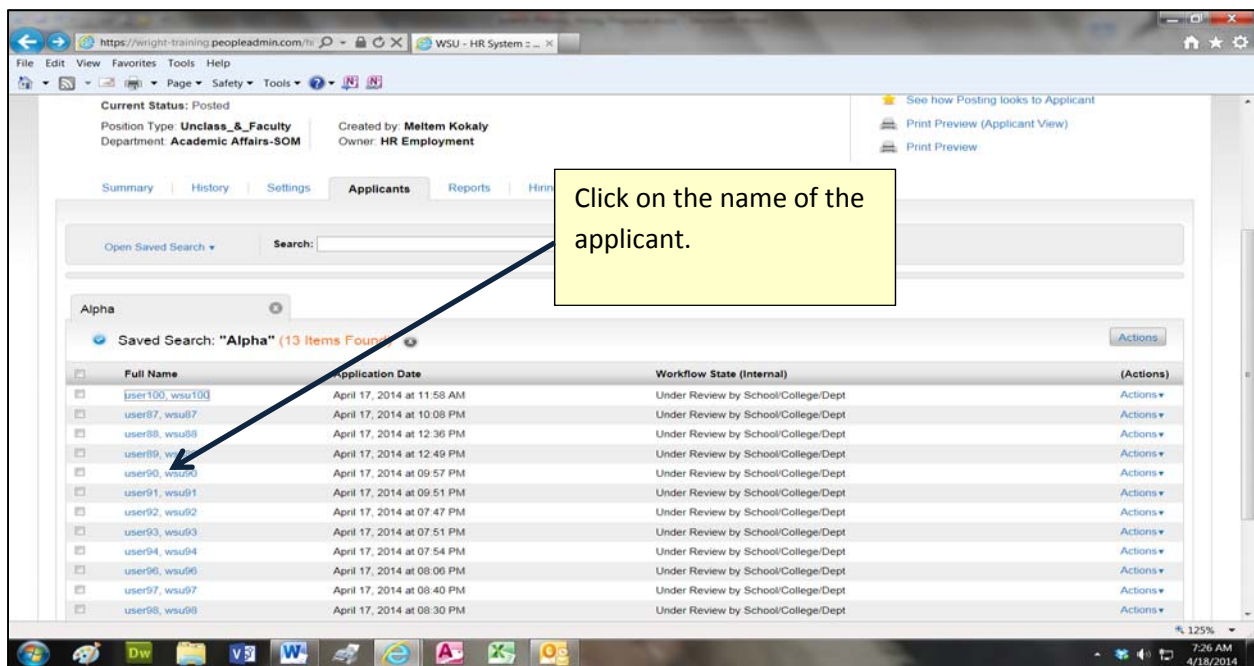 https://wright-training.peopleadmin.com/h
WSU - HR System :: ...
File Edit View Favorites Tools Help
Page Safety Tools
Current Status: Posted
Position Type: Unclass_&_Faculty
Department: Academic Affairs-SOM
Created by: Meltem Kokaly
Owner: HR Employment
See how Posting looks to Applicant
Print Preview (Applicant View)
Print Preview
Summary History Settings Applicants Reports
Click on the name of the
applicant.
Open Saved Search Search:
Alpha
Saved Search: "Alpha" (13 Items Found)
Actions
Full Name Application Date Workflow State (Internal) (Actions)
user100, wsu100 April 17, 2014 at 11:58 AM Under Review by School/College/Dept Actions
user87, wsu87 April 17, 2014 at 10:08 PM Under Review by School/College/Dept Actions
user88, wsu88 April 17, 2014 at 12:36 PM Under Review by School/College/Dept Actions
user89, April 17, 2014 at 12:49 PM Under Review by School/College/Dept Actions
user90, wsu90 April 17, 2014 at 09:57 PM Under Review by School/College/Dept Actions
user91, wsu91 April 17, 2014 at 09:51 PM Under Review by School/College/Dept Actions
user92, wsu92 April 17, 2014 at 07:47 PM Under Review by School/College/Dept Actions
user93, wsu93 April 17, 2014 at 07:51 PM Under Review by School/College/Dept Actions
user94, wsu94 April 17, 2014 at 07:54 PM Under Review by School/College/Dept Actions
user96, wsu96 April 17, 2014 at 08:06 PM Under Review by School/College/Dept Actions
user97, wsu97 April 17, 2014 at 08:40 PM Under Review by School/College/Dept Actions
user98, wsu98 April 17, 2014 at 08:30 PM Under Review by School/College/Dept Actions
125%
7:26 AM
4/18/2014